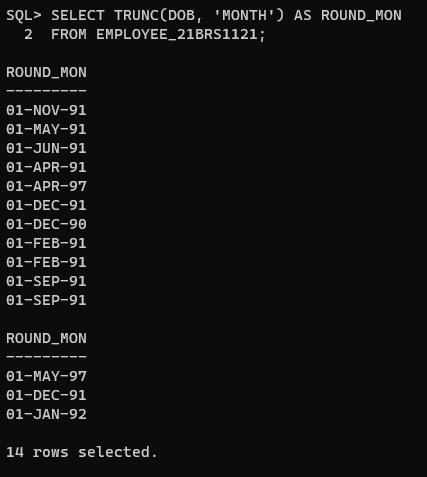 SQL> SELECT TRUNC(DOB, 'MONTH') AS ROUND_MON
  2  FROM EMPLOYEE_21BRS1121;
ROUND_MON
---------
01-NOV-91
01-MAY-91
01-JUN-91
01-APR-91
01-APR-97
01-DEC-91
01-DEC-90
01-FEB-91
01-FEB-91
01-SEP-91
01-SEP-91
ROUND_MON
---------
01-MAY-97
01-DEC-91
01-JAN-92
14 rows selected.